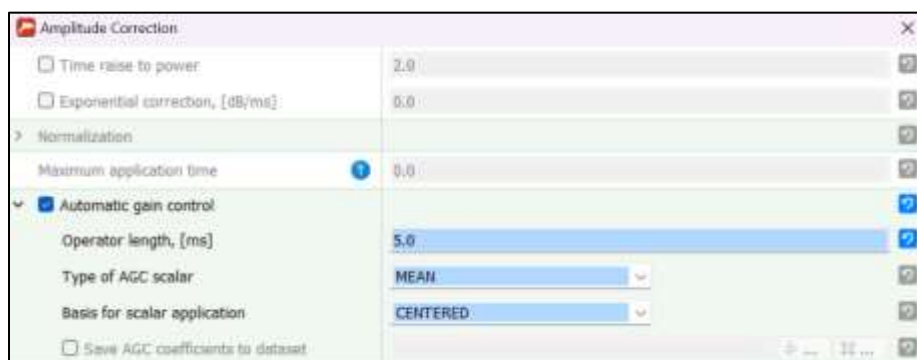 Amplitude Correction
Time raise to power 2.0
Exponential correction, [dB/ms] 0.0
Normalization
Maximum application time 0.0
Automatic gain control
Operator length, [ms] 5.0
Type of AGC scalar MEAN
Basis for scalar application CENTERED
Save AGC coefficients to dataset ... ...